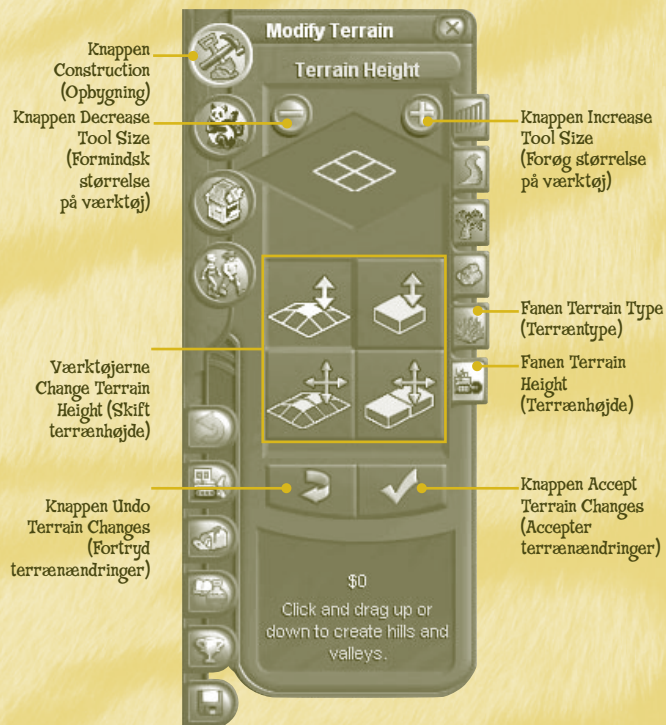 Modify Terrain
Terrain Height
Knappen
Construction
(Opbygning)
Knappen Decrease
Tool Size
(Formindsk
størrelse
på værktøj)
Knappen Increase
Tool Size
(Forøg størrelse
på værktøj)
Fanen Terrain Type
(Terræntype)
Fanen Terrain
Height
(Terrænhøjde)
Værktøjerne
Change Terrain
Height (Skift
terrænhøjde)
Knappen Undo
Terrain Changes
(Fortryd
terrænændringer)
Knappen Accept
Terrain Changes
(Accepter
terrænændringer)
$0
Click and drag up or
down to create hills and
valleys.